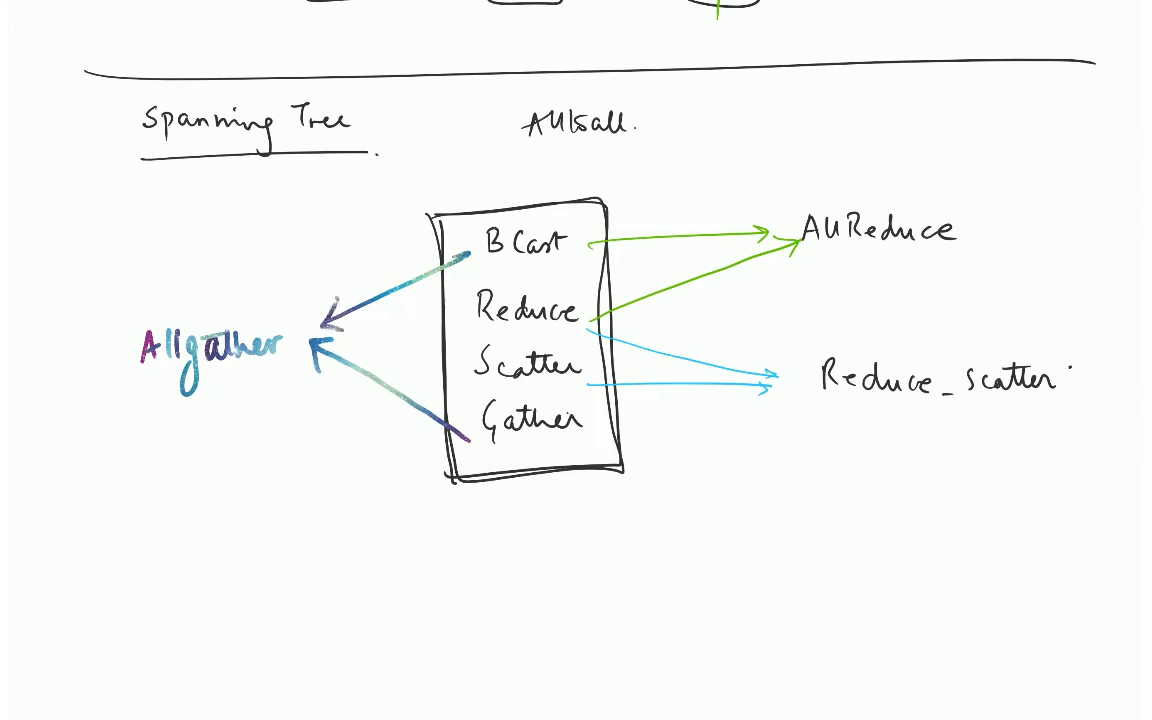 Spanning Tree.
Alltoall.
BCast
AllReduce
Reduce
Allgather
Scatter
Reduce_scatter
Gather